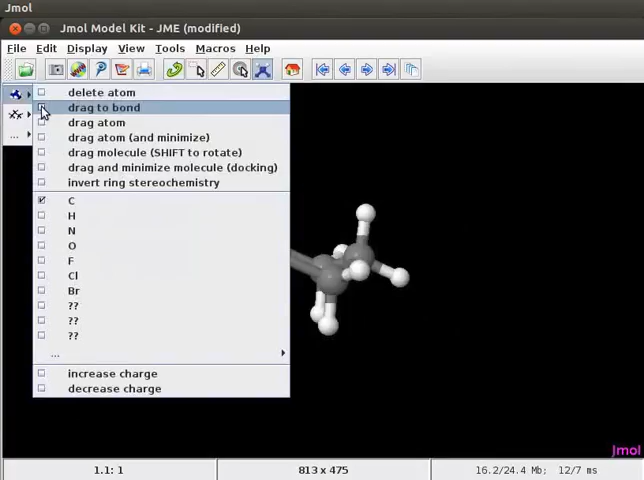 Jmol
Jmol Model Kit - JME (modified)
File Edit Display View Tools Macros Help
delete atom
drag to bond
drag atom
drag atom (and minimize)
drag molecule (SHIFT to rotate)
drag and minimize molecule (docking)
invert ring stereochemistry
C
H
N
O
F
Cl
Br
??
??
??
...
...
increase charge
decrease charge
Jmol
1.1: 1 813 x 475 16.2/24.4 Mb; 12/7 ms